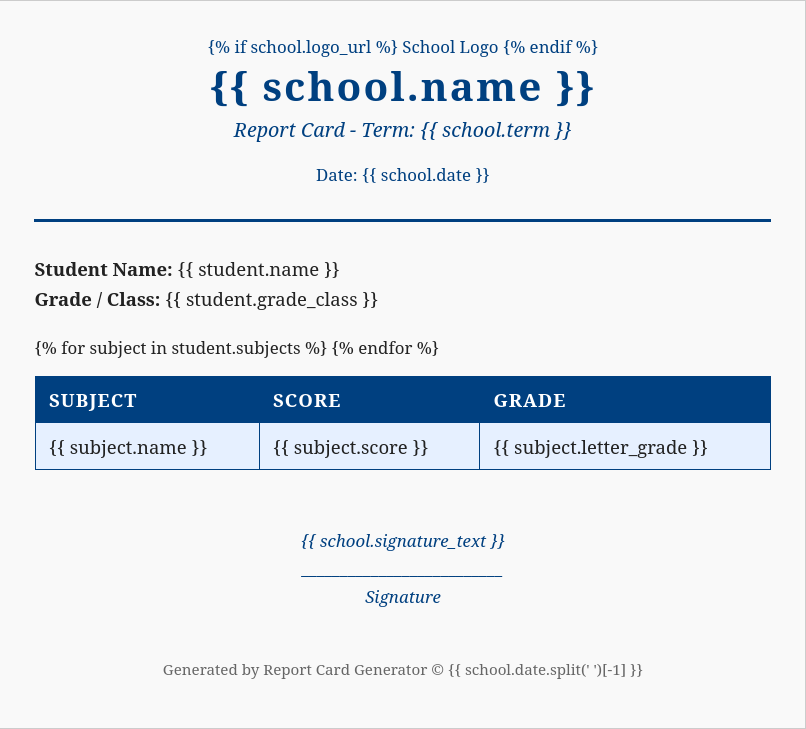 {% if school.logo_url %} School Logo {% endif %}
{{ school.name }}
Report Card - Term: {{ school.term }}
Date: {{ school.date }}
Student Name: {{ student.name }}
Grade / Class: {{ student.grade_class }}
{% for subject in student.subjects %} {% endfor %}
SUBJECT SCORE GRADE
{{ subject.name }} {{ subject.score }} {{ subject.letter_grade }}
{{ school.signature_text }}
_________________________
Signature
Generated by Report Card Generator © {{ school.date.split(' ')[-1] }}